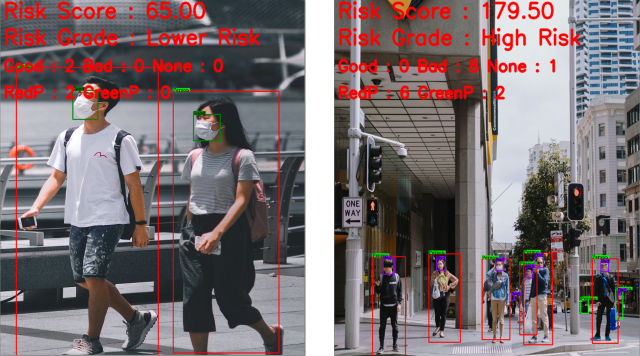 Risk Score : 65.00
Risk Grade : Lower Risk
Good : 2 Bad : 0 None : 0
RedP : 2 GreenP : 0
Risk Score : 179.50
Risk Grade : High Risk
Good : 0 Bad : 8 None : 1
RedP : 6 GreenP : 2
ONE
WAY